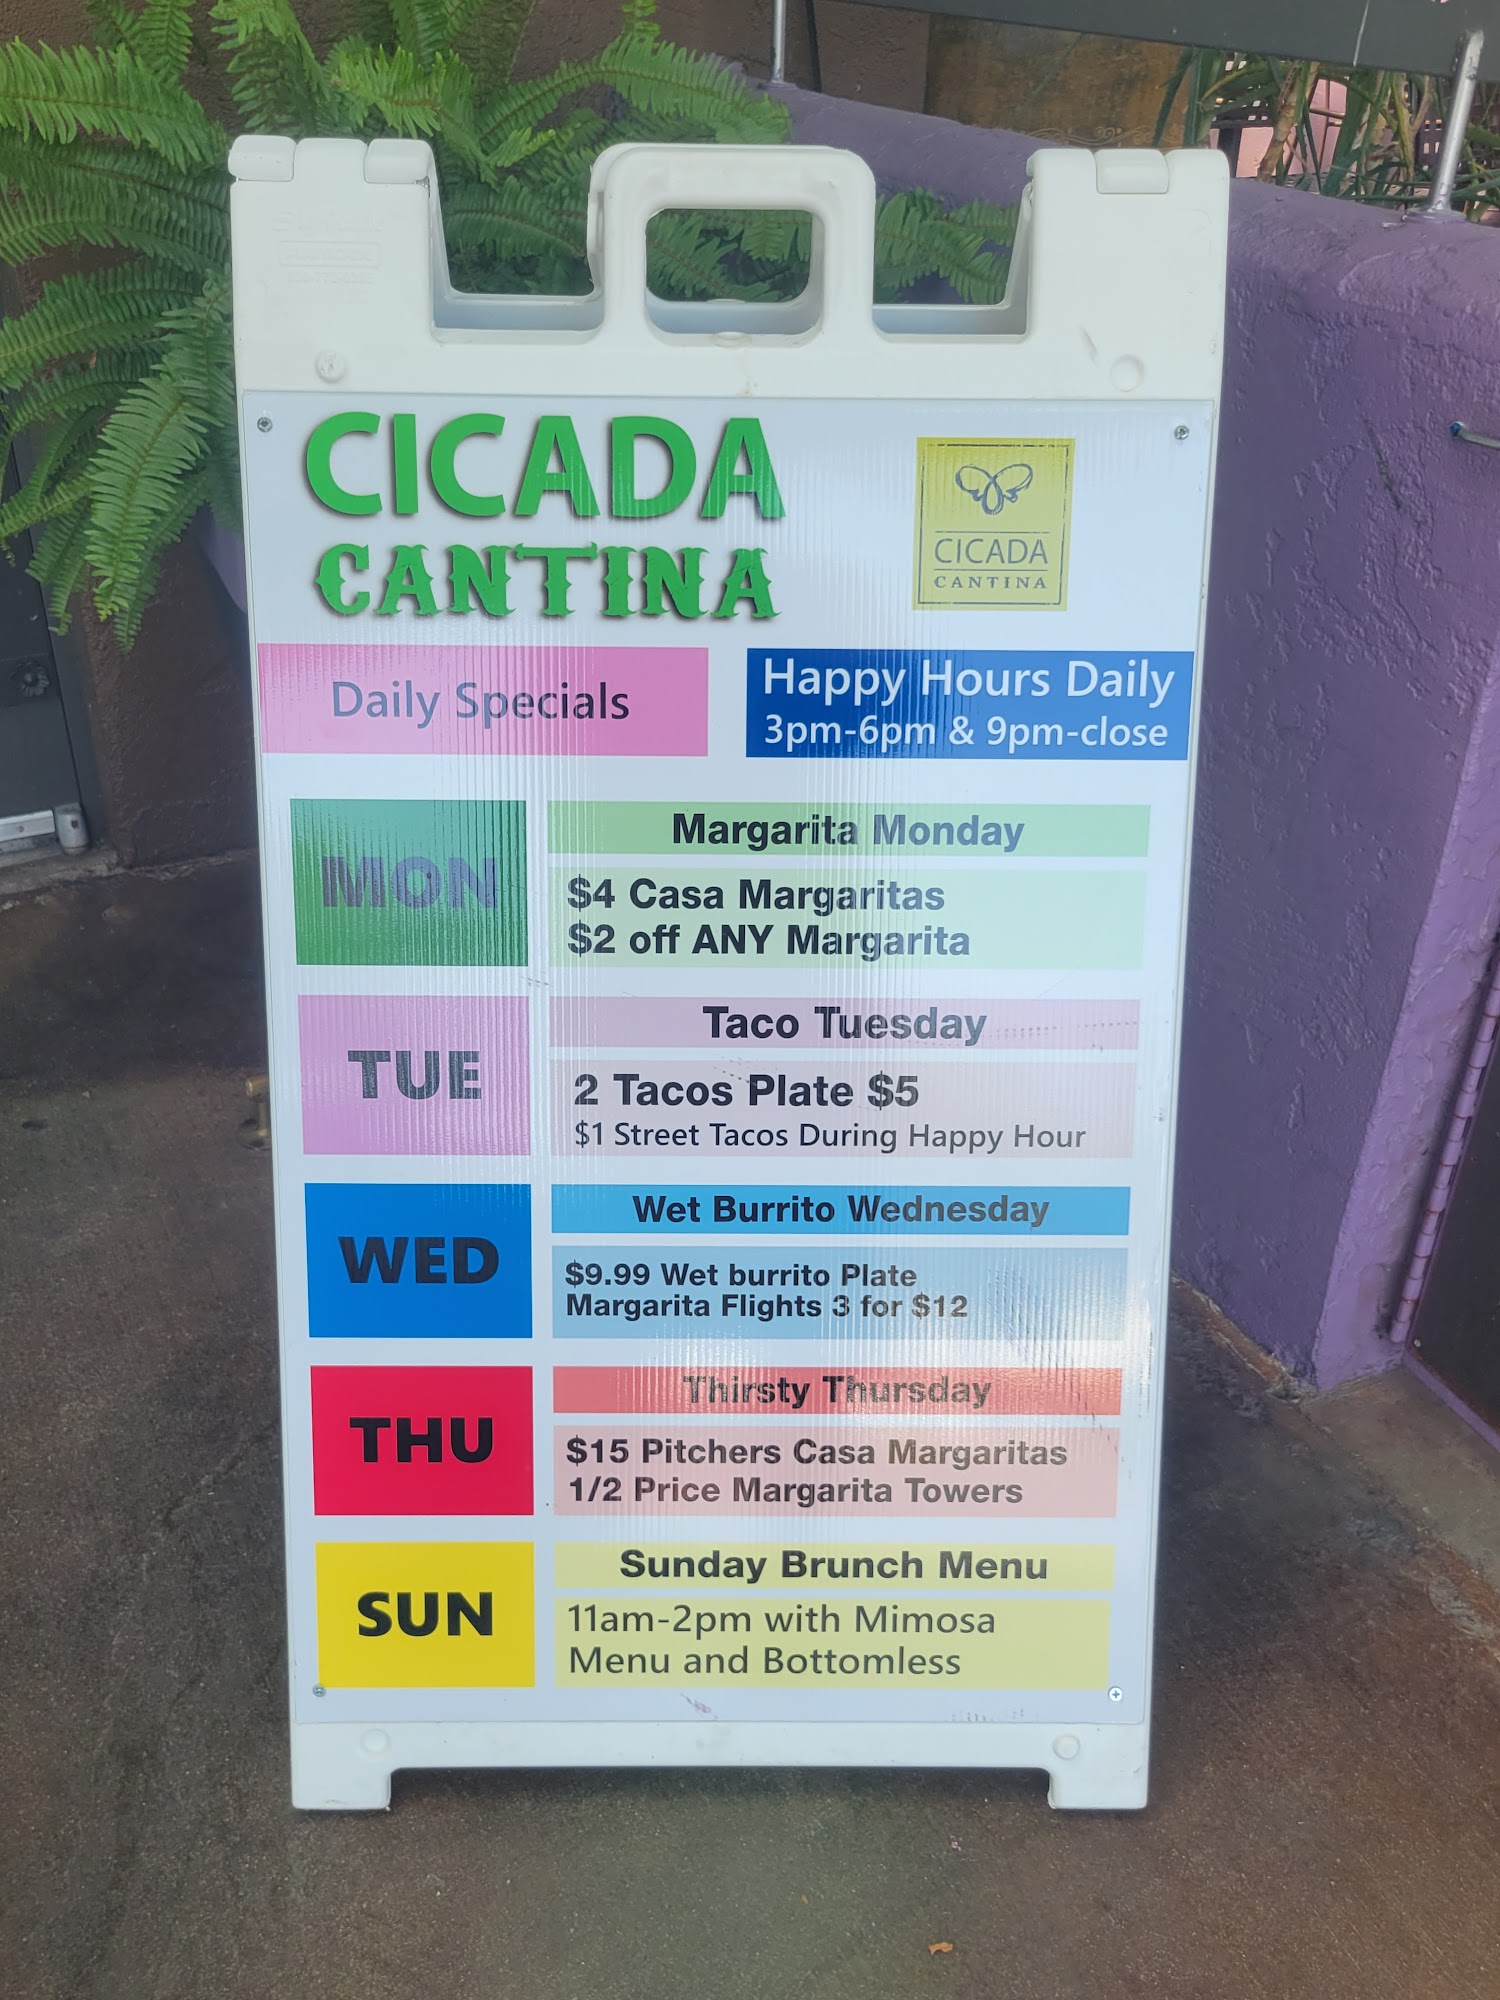 CICADA
CANTINA
CICADA
CANTINA
Daily Specials
Happy Hours Daily
3pm-6pm & 9pm-close
MON
Margarita Monday
$4 Casa Margaritas
$2 off ANY Margarita
TUE
Taco Tuesday
2 Tacos Plate $5
$1 Street Tacos During Happy Hour
WED
Wet Burrito Wednesday
$9.99 Wet burrito Plate
Margarita Flights 3 for $12
THU
Thirsty Thursday
$15 Pitchers Casa Margaritas
1/2 Price Margarita Towers
SUN
Sunday Brunch Menu
11am-2pm with Mimosa
Menu and Bottomless